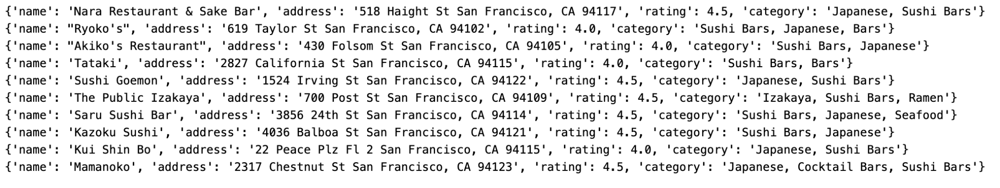 {'name': 'Nara Restaurant & Sake Bar', 'address': '518 Haight St San Francisco, CA 94117', 'rating': 4.5, 'category': 'Japanese, Sushi Bars'}
{'name': "Ryoko's", 'address': '619 Taylor St San Francisco, CA 94102', 'rating': 4.0, 'category': 'Sushi Bars, Japanese, Bars'}
{'name': "Akiko's Restaurant", 'address': '430 Folsom St San Francisco, CA 94105', 'rating': 4.0, 'category': 'Sushi Bars, Japanese'}
{'name': 'Tataki', 'address': '2827 California St San Francisco, CA 94115', 'rating': 4.0, 'category': 'Sushi Bars, Bars'}
{'name': 'Sushi Goemon', 'address': '1524 Irving St San Francisco, CA 94122', 'rating': 4.5, 'category': 'Japanese, Sushi Bars'}
{'name': 'The Public Izakaya', 'address': '700 Post St San Francisco, CA 94109', 'rating': 4.5, 'category': 'Izakaya, Sushi Bars, Ramen'}
{'name': 'Saru Sushi Bar', 'address': '3856 24th St San Francisco, CA 94114', 'rating': 4.5, 'category': 'Sushi Bars, Japanese, Seafood'}
{'name': 'Kazoku Sushi', 'address': '4036 Balboa St San Francisco, CA 94121', 'rating': 4.5, 'category': 'Sushi Bars, Japanese'}
{'name': 'Kui Shin Bo', 'address': '22 Peace Plz Fl 2 San Francisco, CA 94115', 'rating': 4.0, 'category': 'Japanese, Sushi Bars'}
{'name': 'Mamanoko', 'address': '2317 Chestnut St San Francisco, CA 94123', 'rating': 4.5, 'category': 'Japanese, Cocktail Bars, Sushi Bars'}